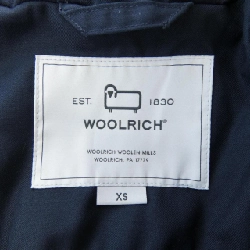 EST. 1830
WOOLRICH®
WOOLRICH WOOLEN MILLS
WOOLRICH, PA 17779
XS